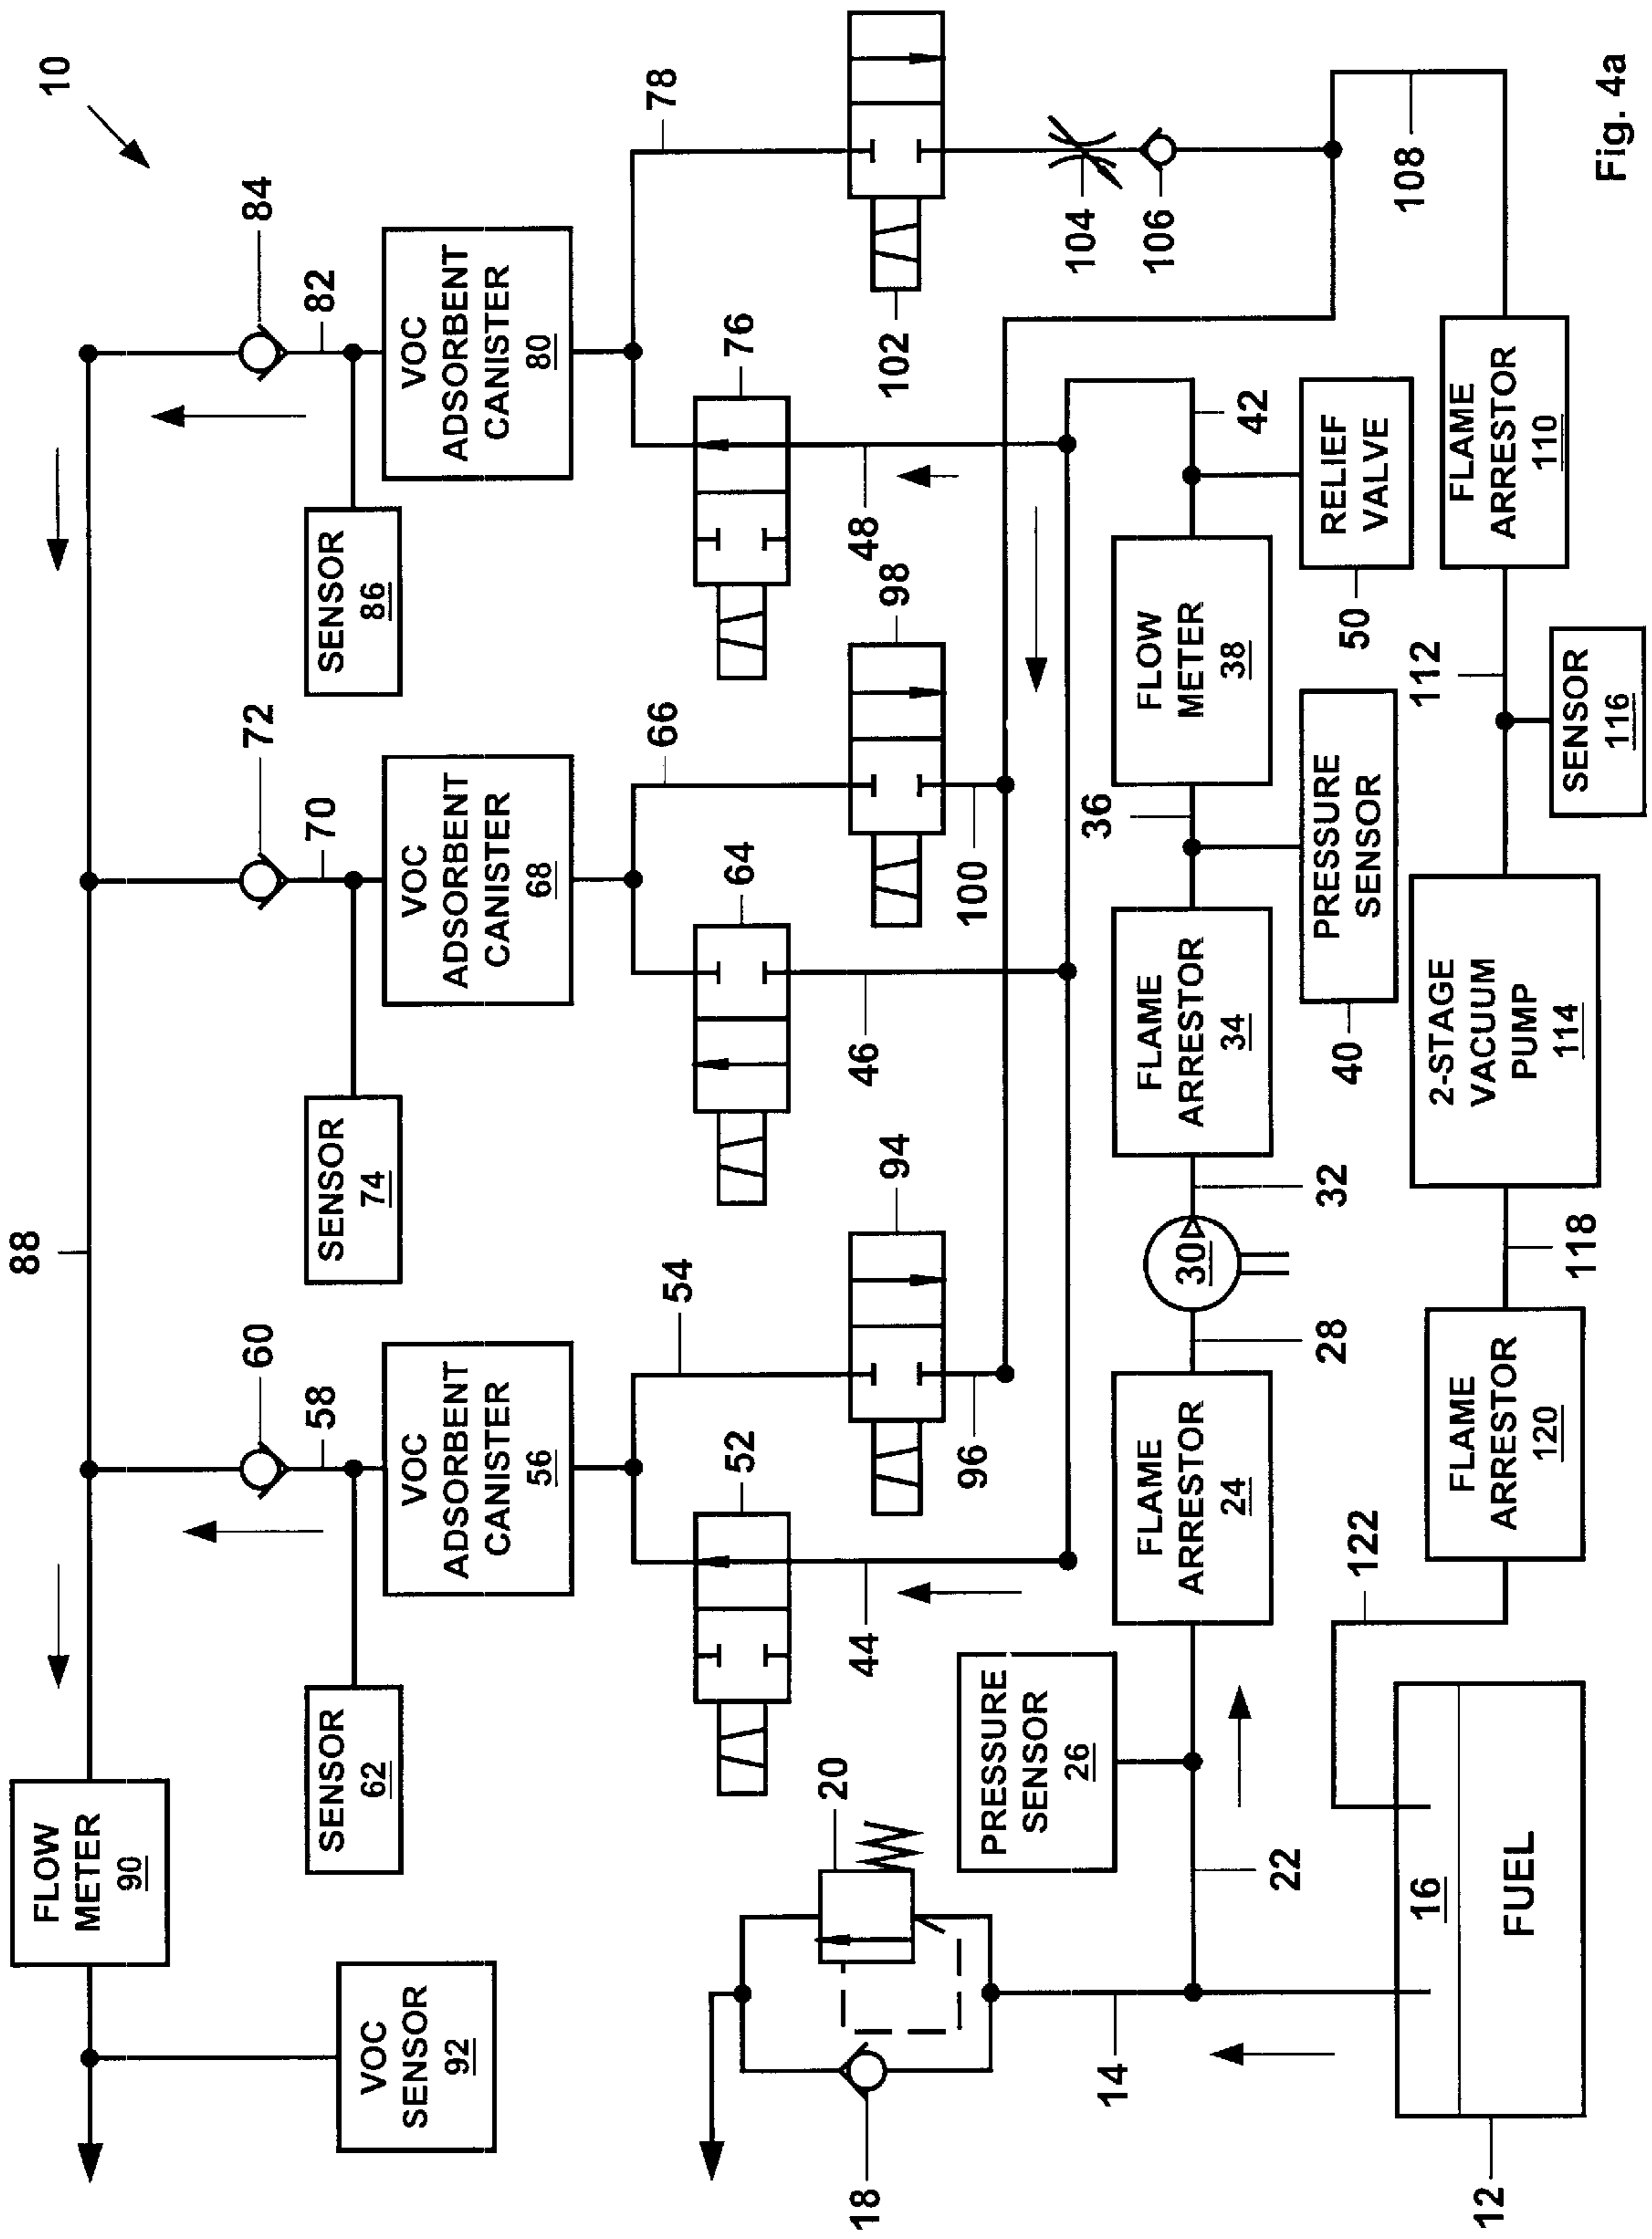 10
88
FLOW
METER
90
84
72
60
82
70
58
SENSOR
62
SENSOR
74
SENSOR
86
VOC
SENSOR
92
VOC
ADSORBENT
CANISTER
56
VOC
ADSORBENT
CANISTER
68
VOC
ADSORBENT
CANISTER
80
54
66
78
52
64
76
20
94
98
18
44
46
48
102
96
100
PRESSURE
SENSOR
26
104
106
14
36
FLAME
ARRESTOR
24
30
FLAME
ARRESTOR
34
FLOW
METER
38
42
22
28
32
40
PRESSURE
SENSOR
50
RELIEF
VALVE
122
112
108
16
FUEL
12
FLAME
ARRESTOR
120
118
2-STAGE
VACUUM
PUMP
114
FLAME
ARRESTOR
110
SENSOR
116
Fig. 4a